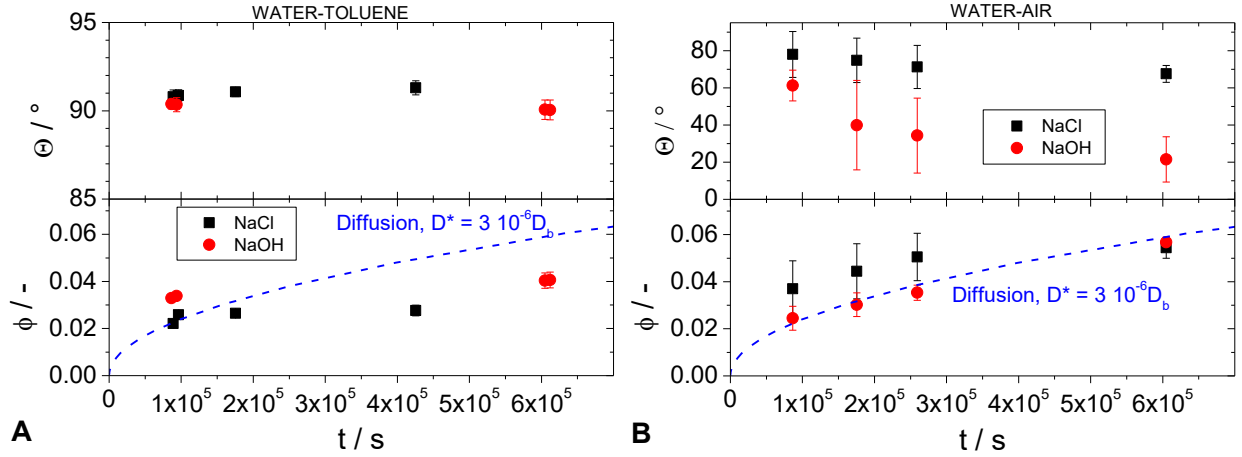 WATER-TOLUENE
95
90
85
Θ / °
NaCl
NaOH
Diffusion, D* = 3 10⁻⁶D_b
0.06
0.04
0.02
0.00
ϕ / -
0 1x10⁵ 2x10⁵ 3x10⁵ 4x10⁵ 5x10⁵ 6x10⁵
A
t / s
WATER-AIR
80
60
40
20
0
Θ / °
NaCl
NaOH
0.06
0.04
0.02
0.00
ϕ / -
Diffusion, D* = 3 10⁻⁶D_b
0 1x10⁵ 2x10⁵ 3x10⁵ 4x10⁵ 5x10⁵ 6x10⁵
B
t / s